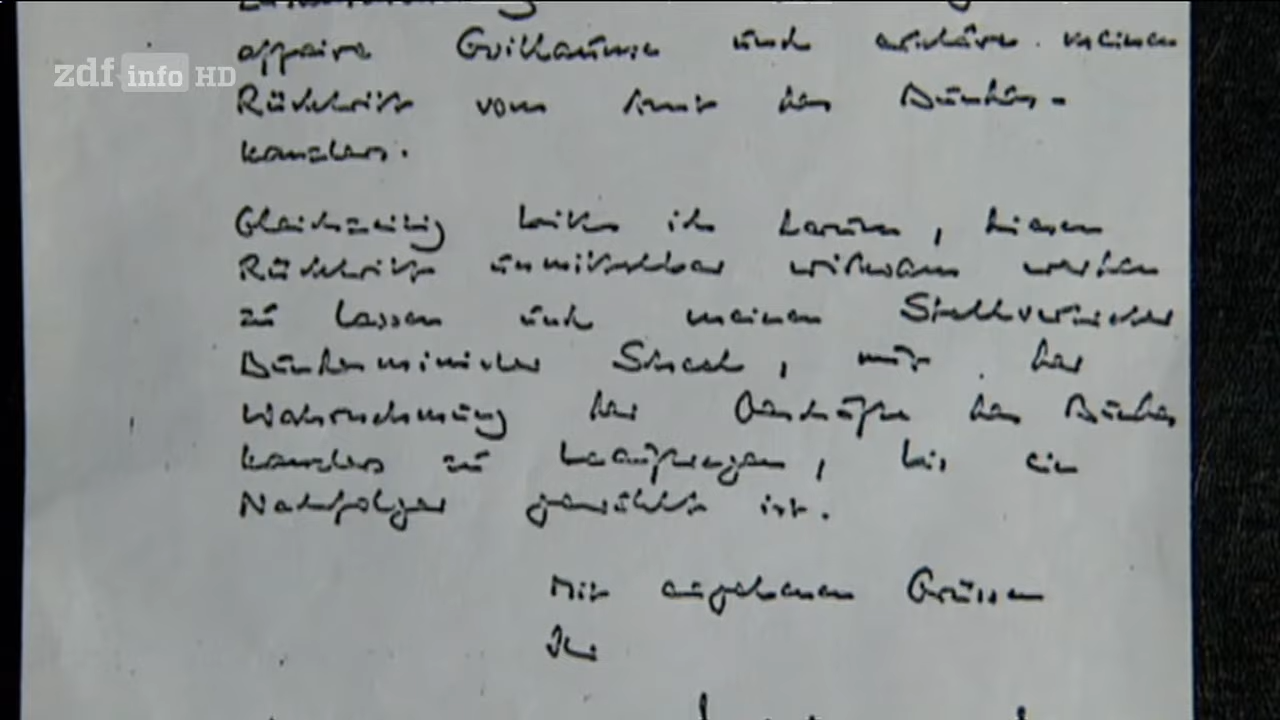 zdf info HD
affaire Guillaume und erkläre meinen
Rücktritt vom Amt des Bundes-
kanzlers.
Gleichzeitig bitte ich darum, diesen
Rücktritt unmittelbar wirksam werden
zu lassen und meinen Stellvertreter
Bundesminister Scheel, mit der
Wahrnehmung der Geschäfte des Bundes
kanzlers zu beauftragen, bis ein
Nachfolger gewählt ist.
Mit ergebenen Grüssen
Ihr